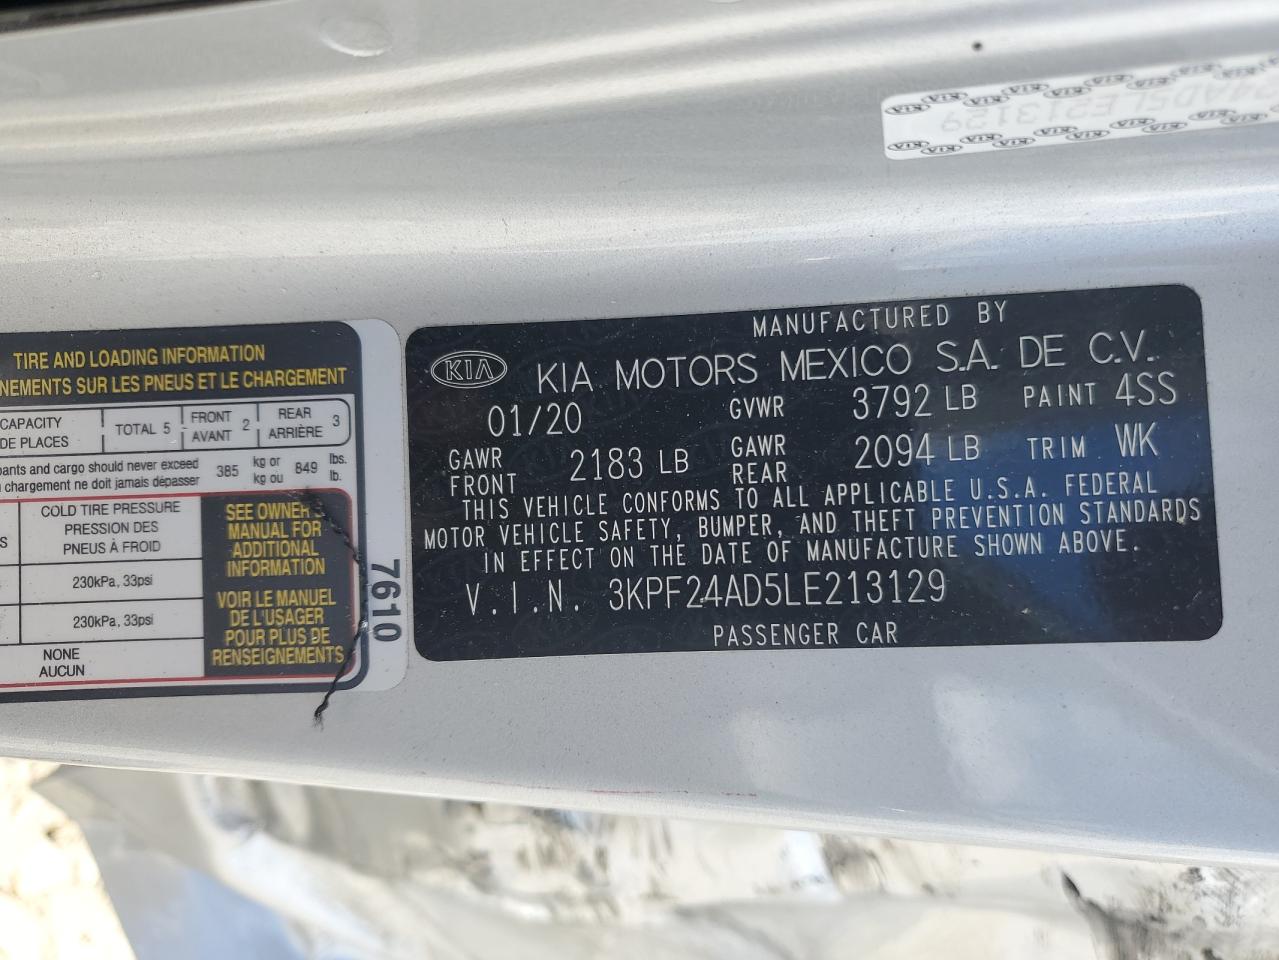 TIRE AND LOADING INFORMATION
NEMENTS SUR LES PNEUS ET LE CHARGEMENT
CAPACITY
DE PLACES
TOTAL 5
FRONT
AVANT
2
REAR
ARRIÈRE
3
pants and cargo should never exceed
chargement ne doit jamais dépasser
385
kg or
kg ou
849
lbs.
lb.
S
COLD TIRE PRESSURE
PRESSION DES
PNEUS À FROID
230kPa, 33psi
230kPa, 33psi
NONE
AUCUN
SEE OWNER'S
MANUAL FOR
ADDITIONAL
INFORMATION
VOIR LE MANUEL
DE L'USAGER
POUR PLUS DE
RENSEIGNEMENTS
7610
MANUFACTURED BY
KIA KIA MOTORS MEXICO S.A. DE C.V.
01/20 GVWR 3792 LB PAINT 4SS
GAWR FRONT 2183 LB GAWR REAR 2094 LB TRIM WK
THIS VEHICLE CONFORMS TO ALL APPLICABLE U.S.A. FEDERAL
MOTOR VEHICLE SAFETY, BUMPER, AND THEFT PREVENTION STANDARDS
IN EFFECT ON THE DATE OF MANUFACTURE SHOWN ABOVE.
V.I.N. 3KPF24AD5LE213129
PASSENGER CAR
24AD5LE213129